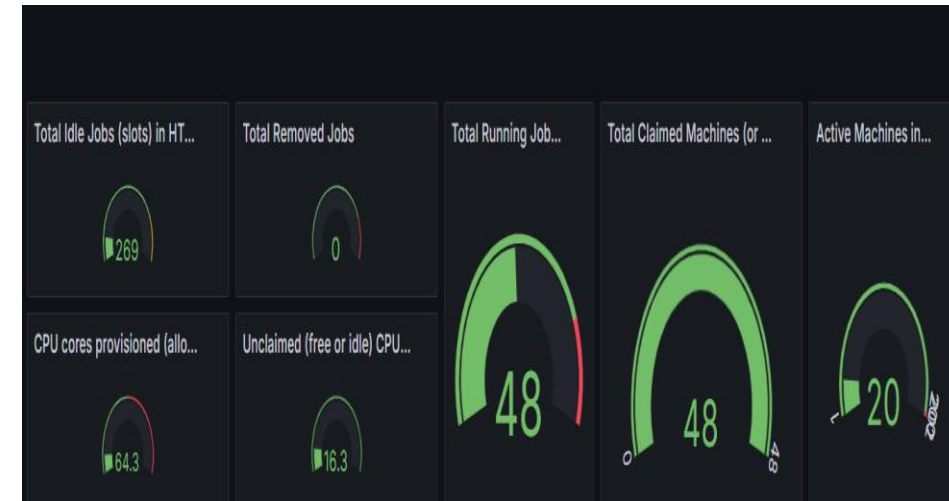 Total Idle Jobs (slots) in HT...
269
Total Removed Jobs
0
Total Running Job...
48
Total Claimed Machines (or ...
48
0
48
Active Machines in...
20
1
CPU cores provisioned (allo...
64.3
Unclaimed (free or idle) CPU...
16.3